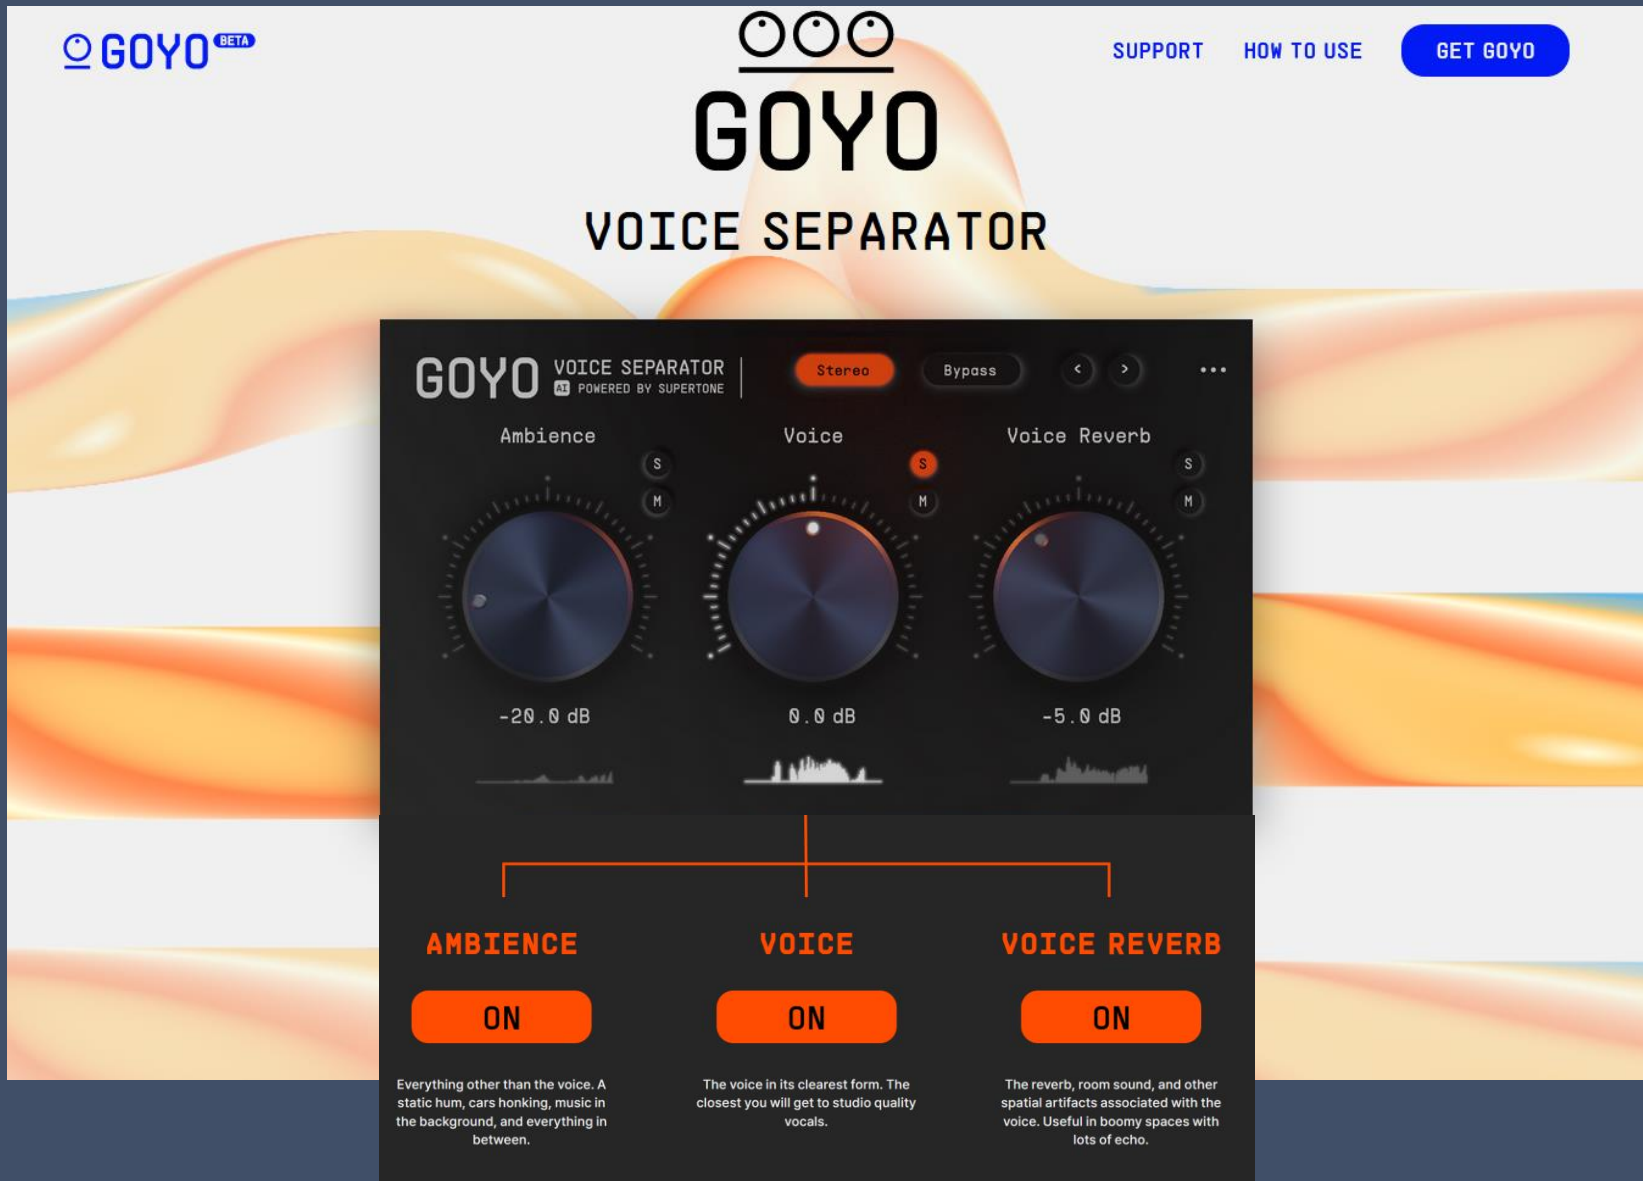 GOYO BETA
SUPPORT
HOW TO USE
GET GOYO
GOYO
VOICE SEPARATOR
GOYO
VOICE SEPARATOR
AI POWERED BY SUPERTONE
Stereo
Bypass
<
>
Ambience
S
M
-20.0 dB
Voice
S
M
0.0 dB
Voice Reverb
S
M
-5.0 dB
AMBIENCE
ON
Everything other than the voice. A
static hum, cars honking, music in
the background, and everything in
between.
VOICE
ON
The voice in its clearest form. The
closest you will get to studio quality
vocals.
VOICE REVERB
ON
The reverb, room sound, and other
spatial artifacts associated with the
voice. Useful in boomy spaces with
lots of echo.